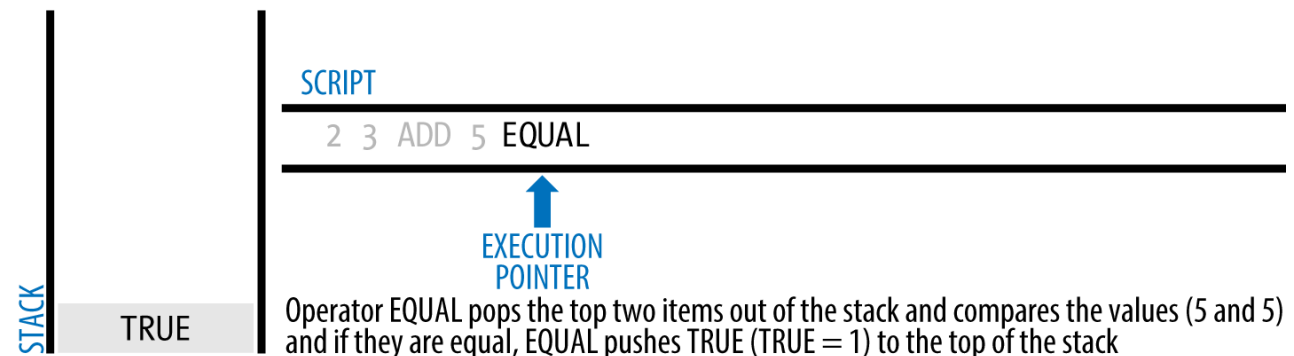 SCRIPT
2 3 ADD 5 EQUAL
EXECUTION
POINTER
STACK
TRUE
Operator EQUAL pops the top two items out of the stack and compares the values (5 and 5)
and if they are equal, EQUAL pushes TRUE (TRUE = 1) to the top of the stack